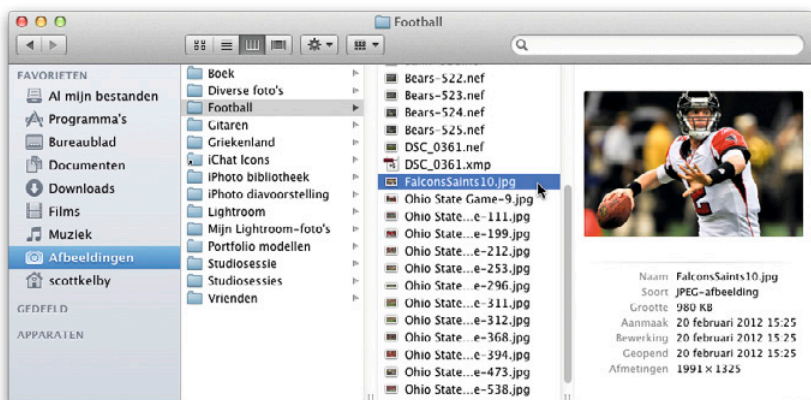 Football
FAVORIETEN
Al mijn bestanden
Programma's
Bureaublad
Documenten
Downloads
Films
Muziek
Afbeeldingen
scottkelby
GEDEELD
APPARATEN
Boek
Diverse foto's
Football
Gitaren
Griekenland
iChat Icons
iPhoto bibliotheek
iPhoto diavoorstelling
Lightroom
Mijn Lightroom-foto's
Portfolio modellen
Studiosessie
Studiosessies
Vrienden
Bears-522.nef
Bears-523.nef
Bears-524.nef
Bears-525.nef
DSC_0361.nef
DSC_0361.xmp
FalconsSaints10.jpg
Ohio State Game-9.jpg
Ohio State...e-111.jpg
Ohio State...e-199.jpg
Ohio State...e-212.jpg
Ohio State...e-253.jpg
Ohio State...e-296.jpg
Ohio State...e-311.jpg
Ohio State...e-312.jpg
Ohio State...e-368.jpg
Ohio State...e-394.jpg
Ohio State...e-473.jpg
Ohio State...e-538.jpg
2
Naam FalconsSaints10.jpg
Soort JPEG-afbeelding
Grootte 980 KB
Aanmaak 20 februari 2012 15:25
Bewerking 20 februari 2012 15:25
Geopend 20 februari 2012 15:25
Afmetingen 1991 × 1325